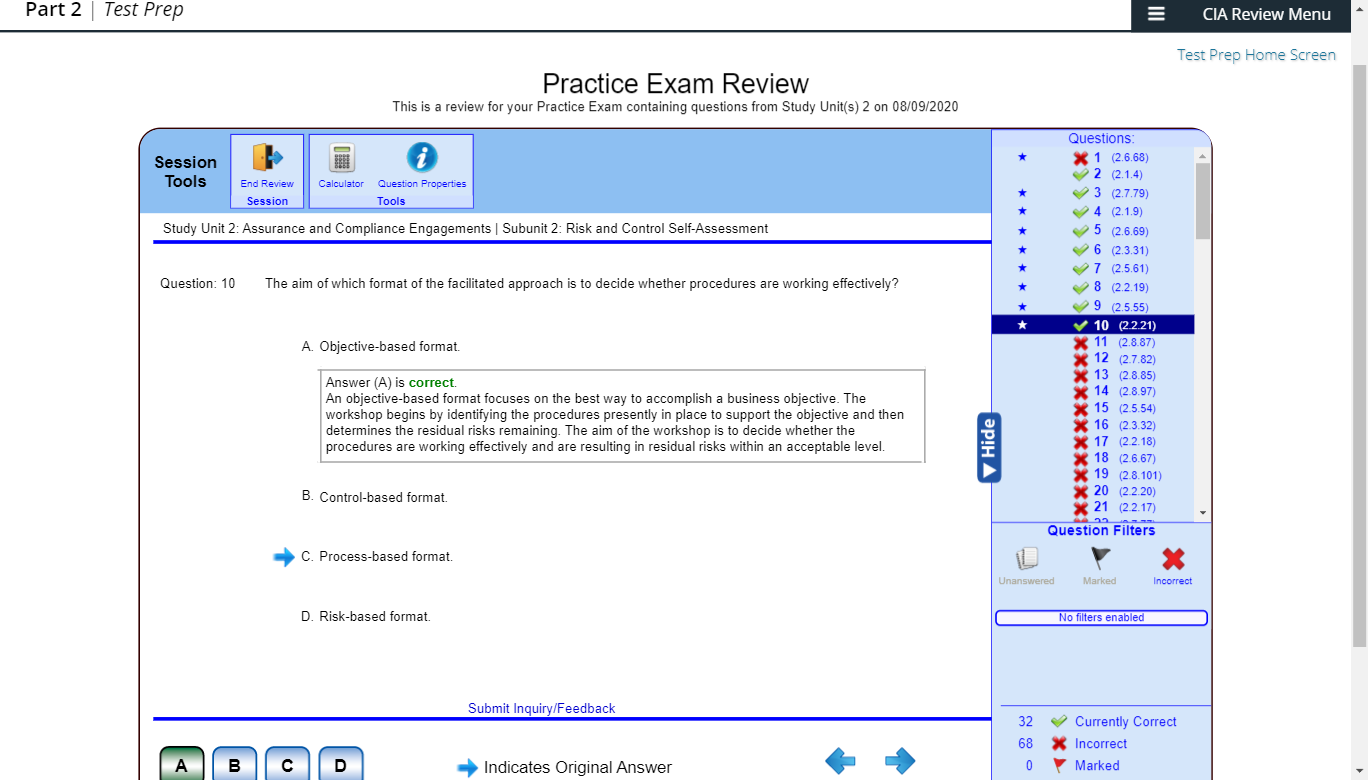 Part 2 | Test Prep
CIA Review Menu
Test Prep Home Screen
Practice Exam Review
This is a review for your Practice Exam containing questions from Study Unit(s) 2 on 08/09/2020
Session
Tools
End Review
Session
Calculator
Question Properties
Tools
Study Unit 2: Assurance and Compliance Engagements | Subunit 2: Risk and Control Self-Assessment
Question: 10 The aim of which format of the facilitated approach is to decide whether procedures are working effectively?
A. Objective-based format.
Answer (A) is correct.
An objective-based format focuses on the best way to accomplish a business objective. The
workshop begins by identifying the procedures presently in place to support the objective and then
determines the residual risks remaining. The aim of the workshop is to decide whether the
procedures are working effectively and are resulting in residual risks within an acceptable level.
B. Control-based format.
C. Process-based format.
D. Risk-based format.
Submit Inquiry/Feedback
A B C D
Indicates Original Answer
Hide
Questions:
1 (2.6.68)
2 (2.1.4)
3 (2.7.79)
4 (2.1.9)
5 (2.6.69)
6 (2.3.31)
7 (2.5.61)
8 (2.2.19)
9 (2.5.55)
10 (2.2.21)
11 (2.8.87)
12 (2.7.82)
13 (2.8.85)
14 (2.8.97)
15 (2.5.54)
16 (2.3.32)
17 (2.2.18)
18 (2.6.67)
19 (2.8.101)
20 (2.2.20)
21 (2.2.17)
Question Filters
Unanswered
Marked
Incorrect
No filters enabled
32 Currently Correct
68 Incorrect
0 Marked